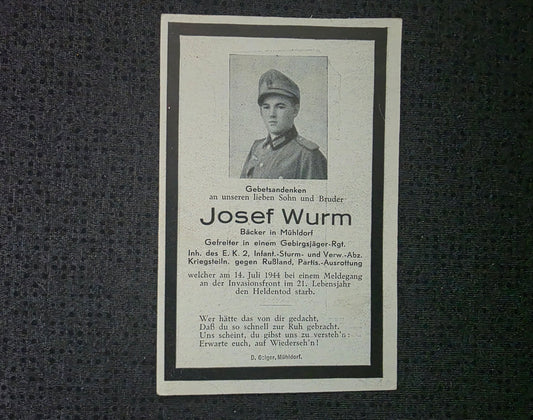 Gebetsandenken
an unseren lieben Sohn und Bruder
Josef Wurm
Bäcker in Mühldorf
Gefreiter in einem Gebirgsjäger-Rgt.
Inh. des E. K. 2, Infant.-Sturm- und Verw.-Abz.
Kriegsteiln. gegen Rußland, Partis.-Ausrottung
welcher am 14. Juli 1944 bei einem Meldegang
an der Invasionsfront im 21. Lebensjahr
den Heldentod starb.
Wer hätte das von dir gedacht,
Daß du so schnell zur Ruh gebracht.
Uns scheint, du gibst uns zu versteh'n:
Erwarte euch, auf Wiederseh'n!
D. Geiger, Mühldorf.